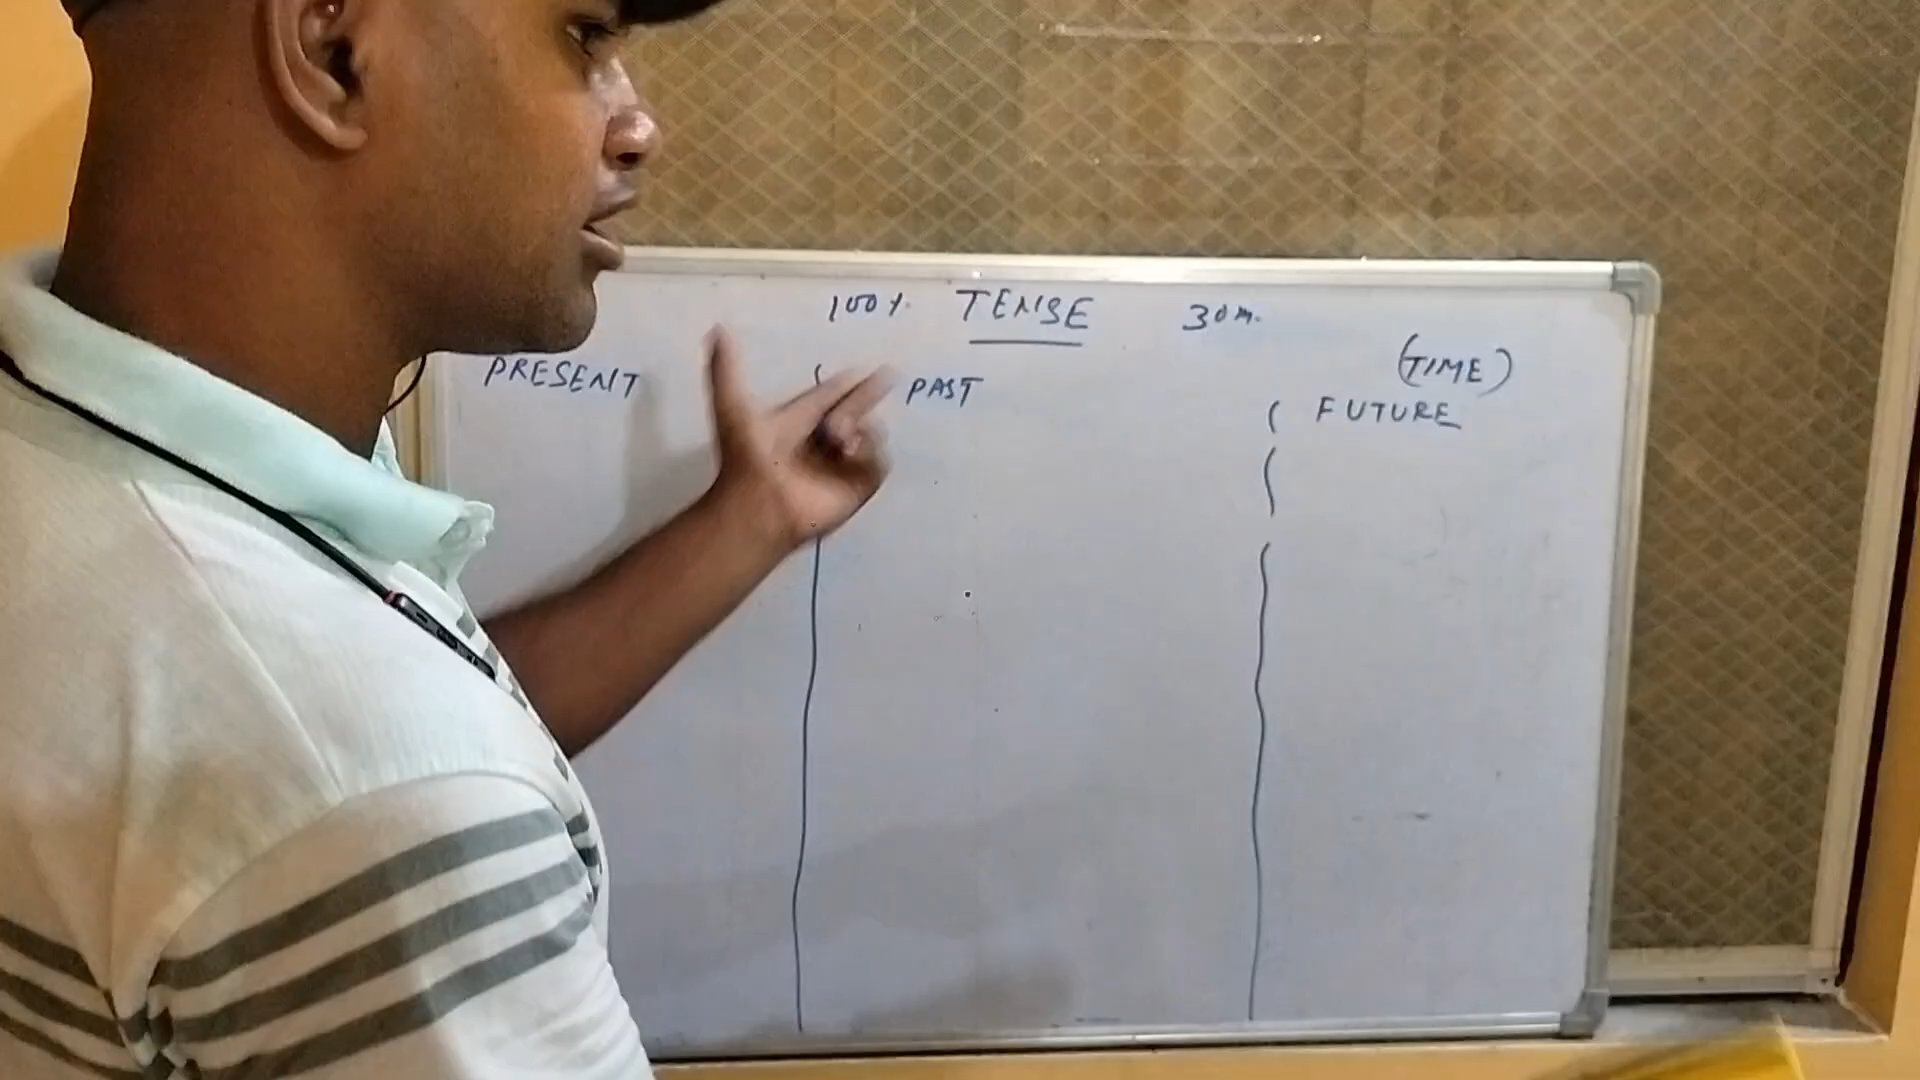 100%. TENSE 30m.
(TIME)
PRESENT PAST FUTURE